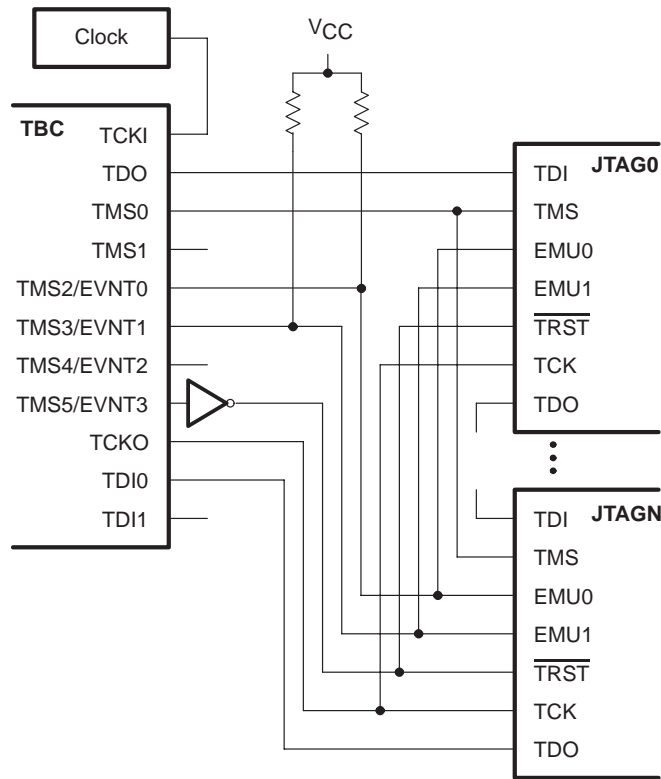 Clock
VCC
TBC
TCKI
TDO
TMS0
TMS1
TMS2/EVNT0
TMS3/EVNT1
TMS4/EVNT2
TMS5/EVNT3
TCKO
TDI0
TDI1
JTAG0
TDI
TMS
EMU0
EMU1
TRST
TCK
TDO
JTAGN
TDI
TMS
EMU0
EMU1
TRST
TCK
TDO